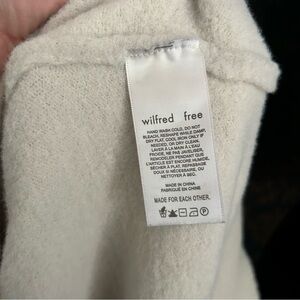 wilfred free
HAND WASH COLD, DO NOT
BLEACH, RESHAPE WHILE DAMP,
DRY FLAT, COOL IRON ONLY IF
NEEDED, OR DRY CLEAN.
LAVER À LA MAIN À L'EAU
FROIDE, NE PAS JAVELISER,
REMODELER PENDANT QUE
L'ARTICLE EST ENCORE HUMIDE,
SÉCHER À PLAT, REPASSAGE
DOUX SI NÉCESSAIRE, OU
NETTOYER À SEC.
MADE IN CHINA
FABRIQUÉ EN CHINE
MADE FOR EACH OTHER.